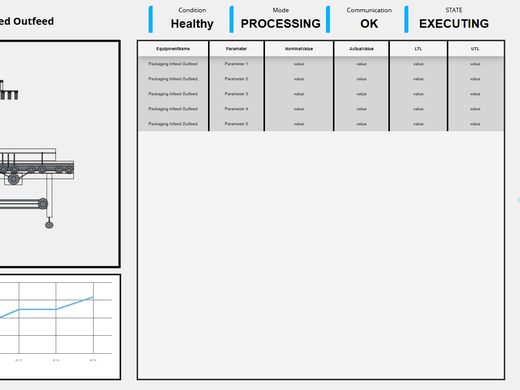 ed Outfeed
Condition
Healthy
Mode
PROCESSING
Communication
OK
STATE
EXECUTING
EquipmentName Parameter NominalValue ActualValue LTL UTL
Packaging Infeed Outfeed Parameter 1 value value value value
Packaging Infeed Outfeed Parameter 2 value value value value
Packaging Infeed Outfeed Parameter 3 value value value value
Packaging Infeed Outfeed Parameter 4 value value value value
Packaging Infeed Outfeed Parameter 5 value value value value